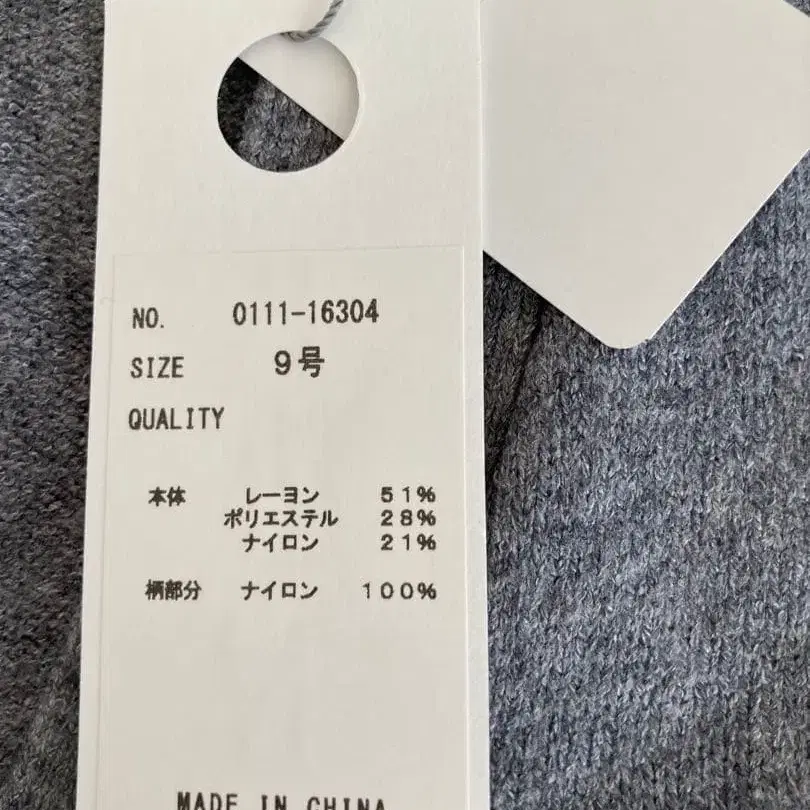 NO. 0111-16304
SIZE 9号
QUALITY
本体 レーヨン 51%
ポリエステル 28%
ナイロン 21%
柄部分 ナイロン 100%
MADE IN CHINA